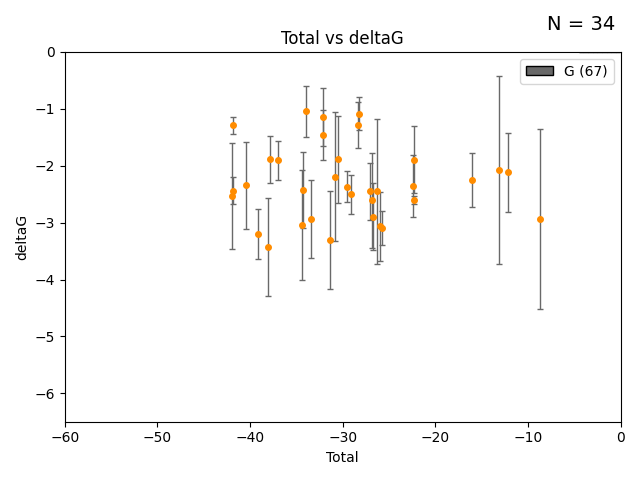 N = 34
Total vs deltaG
G (67)
deltaG
0
−1
−2
−3
−4
−5
−6
−60
−50
−40
−30
−20
−10
0
Total